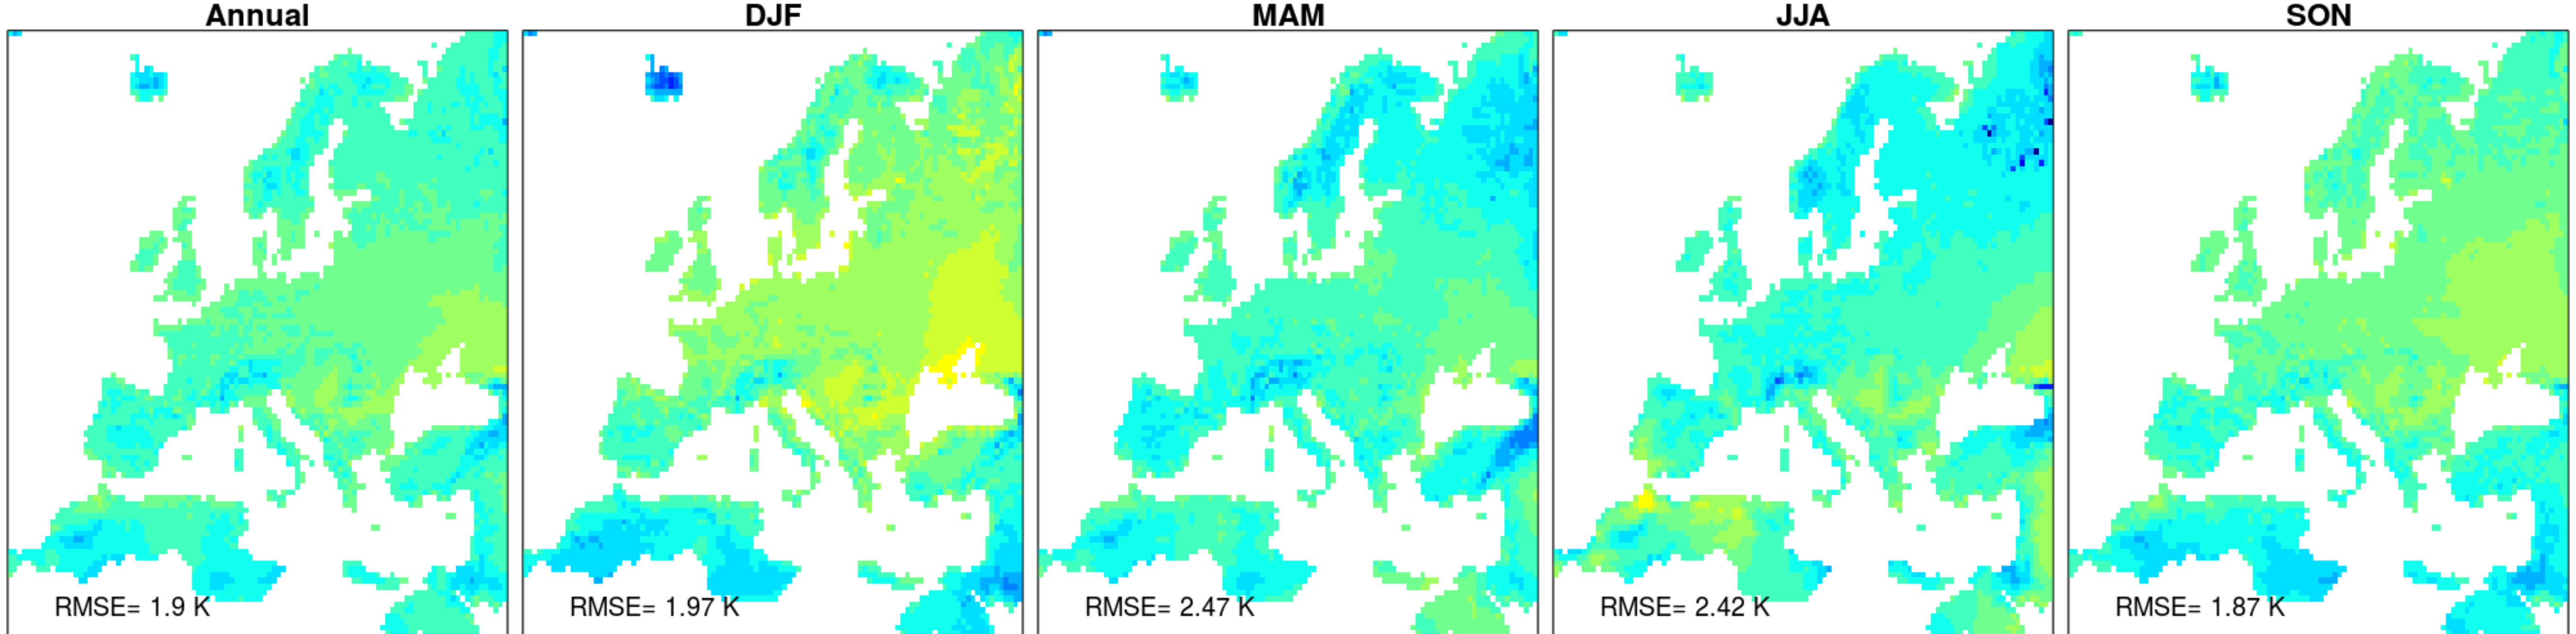 Annual DJF MAM JJA SON
RMSE= 1.9 K RMSE= 1.97 K RMSE= 2.47 K RMSE= 2.42 K RMSE= 1.87 K